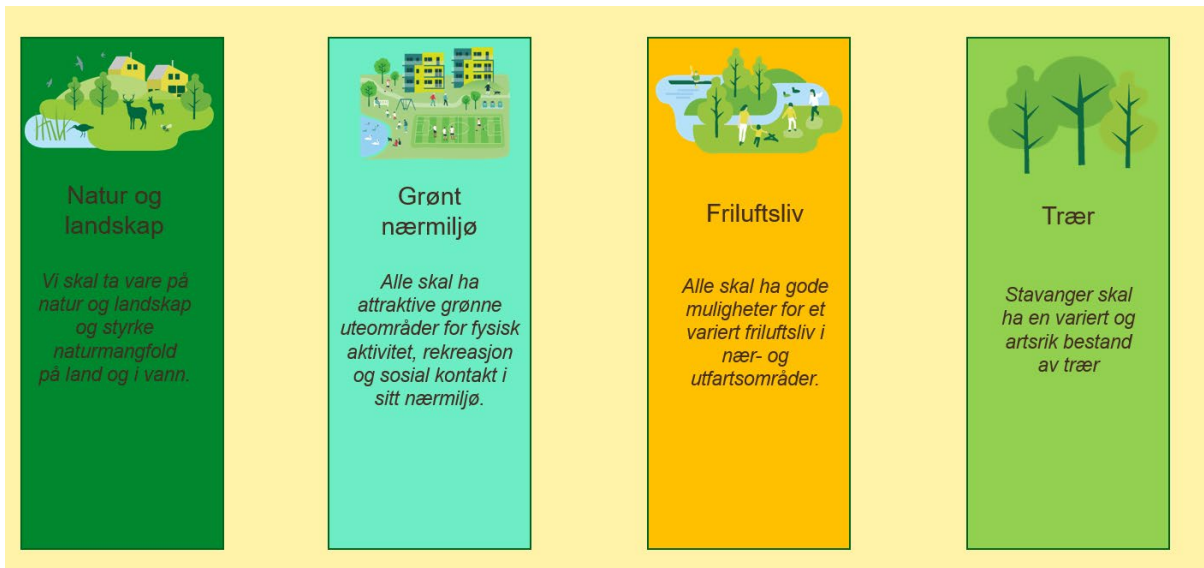 Natur og
landskap
Vi skal ta vare på
natur og landskap
og styrke
naturmangfold
på land og i vann.
Grønt
nærmiljø
Alle skal ha
attraktive grønne
uteområder for fysisk
aktivitet, rekreasjon
og sosial kontakt i
sitt nærmiljø.
Friluftsliv
Alle skal ha gode
muligheter for et
variert friluftsliv i
nær- og
utfartsområder.
Trær
Stavanger skal
ha en variert og
artsrik bestand
av trær